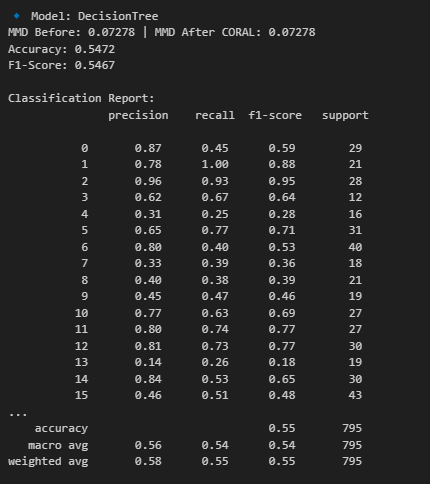 🔹 Model: DecisionTree
MMD Before: 0.07278 | MMD After CORAL: 0.07278
Accuracy: 0.5472
F1-Score: 0.5467
Classification Report:
precision recall f1-score support
0 0.87 0.45 0.59 29
1 0.78 1.00 0.88 21
2 0.96 0.93 0.95 28
3 0.62 0.67 0.64 12
4 0.31 0.25 0.28 16
5 0.65 0.77 0.71 31
6 0.80 0.40 0.53 40
7 0.33 0.39 0.36 18
8 0.40 0.38 0.39 21
9 0.45 0.47 0.46 19
10 0.77 0.63 0.69 27
11 0.80 0.74 0.77 27
12 0.81 0.73 0.77 30
13 0.14 0.26 0.18 19
14 0.84 0.53 0.65 30
15 0.46 0.51 0.48 43
...
accuracy 0.55 795
macro avg 0.56 0.54 0.54 795
weighted avg 0.58 0.55 0.55 795